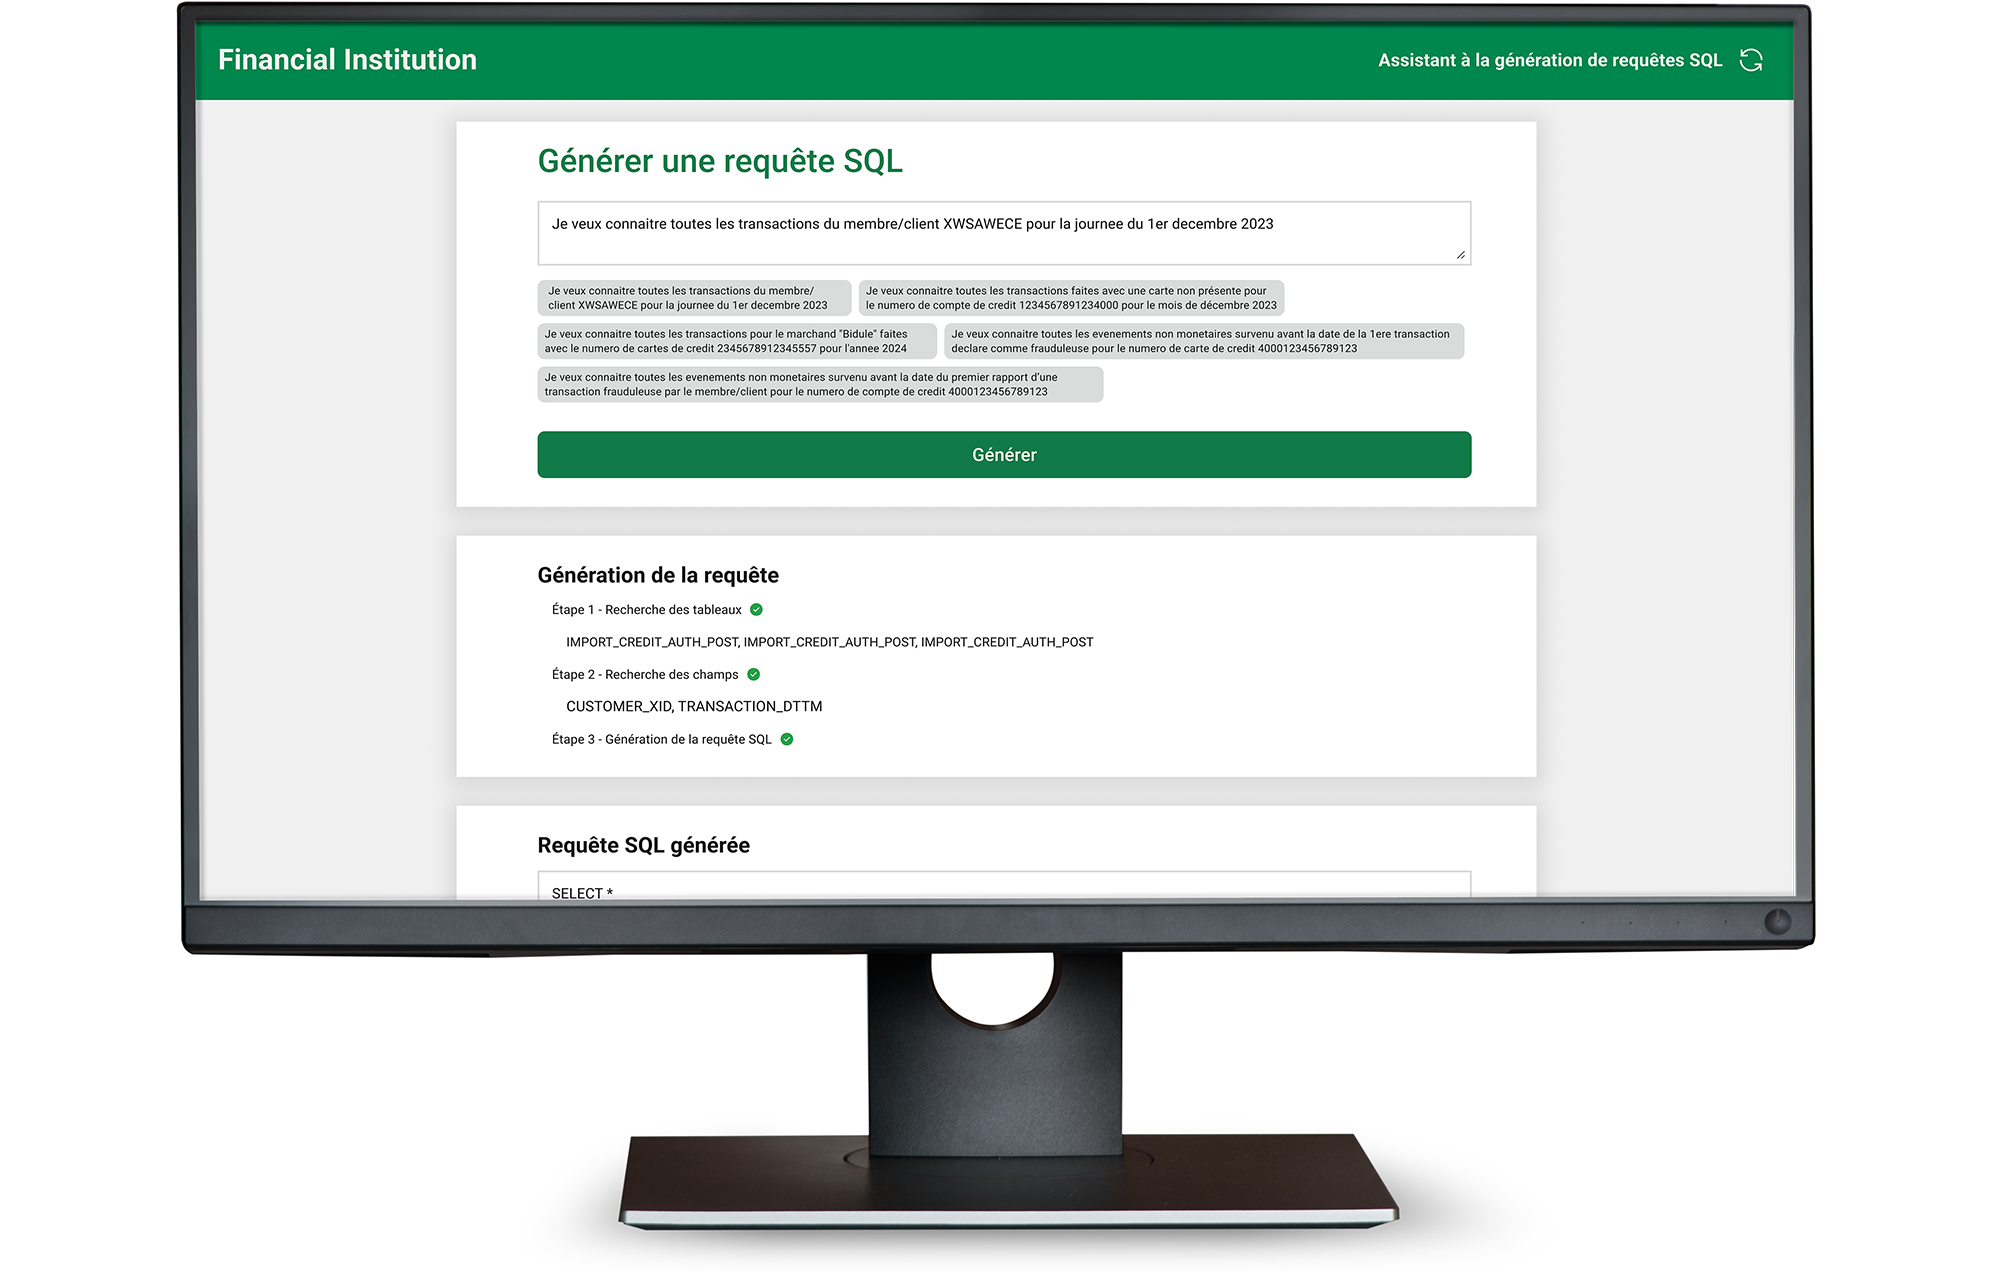 Financial Institution
Assistant à la génération de requêtes SQL
Générer une requête SQL
Je veux connaitre toutes les transactions du membre/client XWSAWECE pour la journee du 1er decembre 2023
Je veux connaitre toutes les transactions du membre/
client XWSAWECE pour la journee du 1er decembre 2023
Je veux connaitre toutes les transactions faites avec une carte non présente pour
le numero de compte de credit 1234567891234000 pour le mois de décembre 2023
Je veux connaitre toutes les transactions pour le marchand "Bidule" faites
avec le numero de cartes de credit 2345678912345557 pour l'annee 2024
Je veux connaitre toutes les evenements non monetaires survenu avant la date de la 1ere transaction
declare comme frauduleuse pour le numero de carte de credit 4000123456789123
Je veux connaitre toutes les evenements non monetaires survenu avant la date du premier rapport d’une
transaction frauduleuse par le membre/client pour le numero de compte de credit 4000123456789123
Générer
Génération de la requête
Étape 1 - Recherche des tableaux
IMPORT_CREDIT_AUTH_POST, IMPORT_CREDIT_AUTH_POST, IMPORT_CREDIT_AUTH_POST
Étape 2 - Recherche des champs
CUSTOMER_XID, TRANSACTION_DTTM
Étape 3 - Génération de la requête SQL
Requête SQL générée
SELECT *